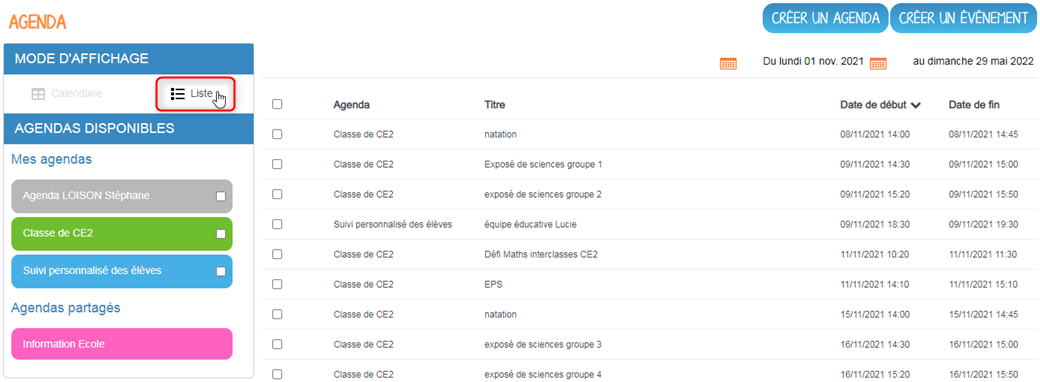 AGENDA
CRÉER UN AGENDA
CRÉER UN ÉVÉNEMENT
MODE D'AFFICHAGE
Calendaire
Liste
AGENDAS DISPONIBLES
Mes agendas
Agenda LOISON Stéphane
Classe de CE2
Suivi personnalisé des élèves
Agendas partagés
Information Ecole
Du lundi 01 nov. 2021 au dimanche 29 mai 2022
Agenda Titre Date de début Date de fin
Classe de CE2 natation 08/11/2021 14:00 08/11/2021 14:45
Classe de CE2 Exposé de sciences groupe 1 09/11/2021 14:30 09/11/2021 15:00
Classe de CE2 exposé de sciences groupe 2 09/11/2021 15:20 09/11/2021 15:50
Suivi personnalisé des élèves équipe éducative Lucie 09/11/2021 18:30 09/11/2021 19:30
Classe de CE2 Défi Maths interclasses CE2 11/11/2021 10:20 11/11/2021 11:30
Classe de CE2 EPS 11/11/2021 14:10 11/11/2021 15:10
Classe de CE2 natation 15/11/2021 14:00 15/11/2021 14:45
Classe de CE2 exposé de sciences groupe 3 16/11/2021 14:30 16/11/2021 15:00
Classe de CE2 exposé de sciences groupe 4 16/11/2021 15:20 16/11/2021 15:50